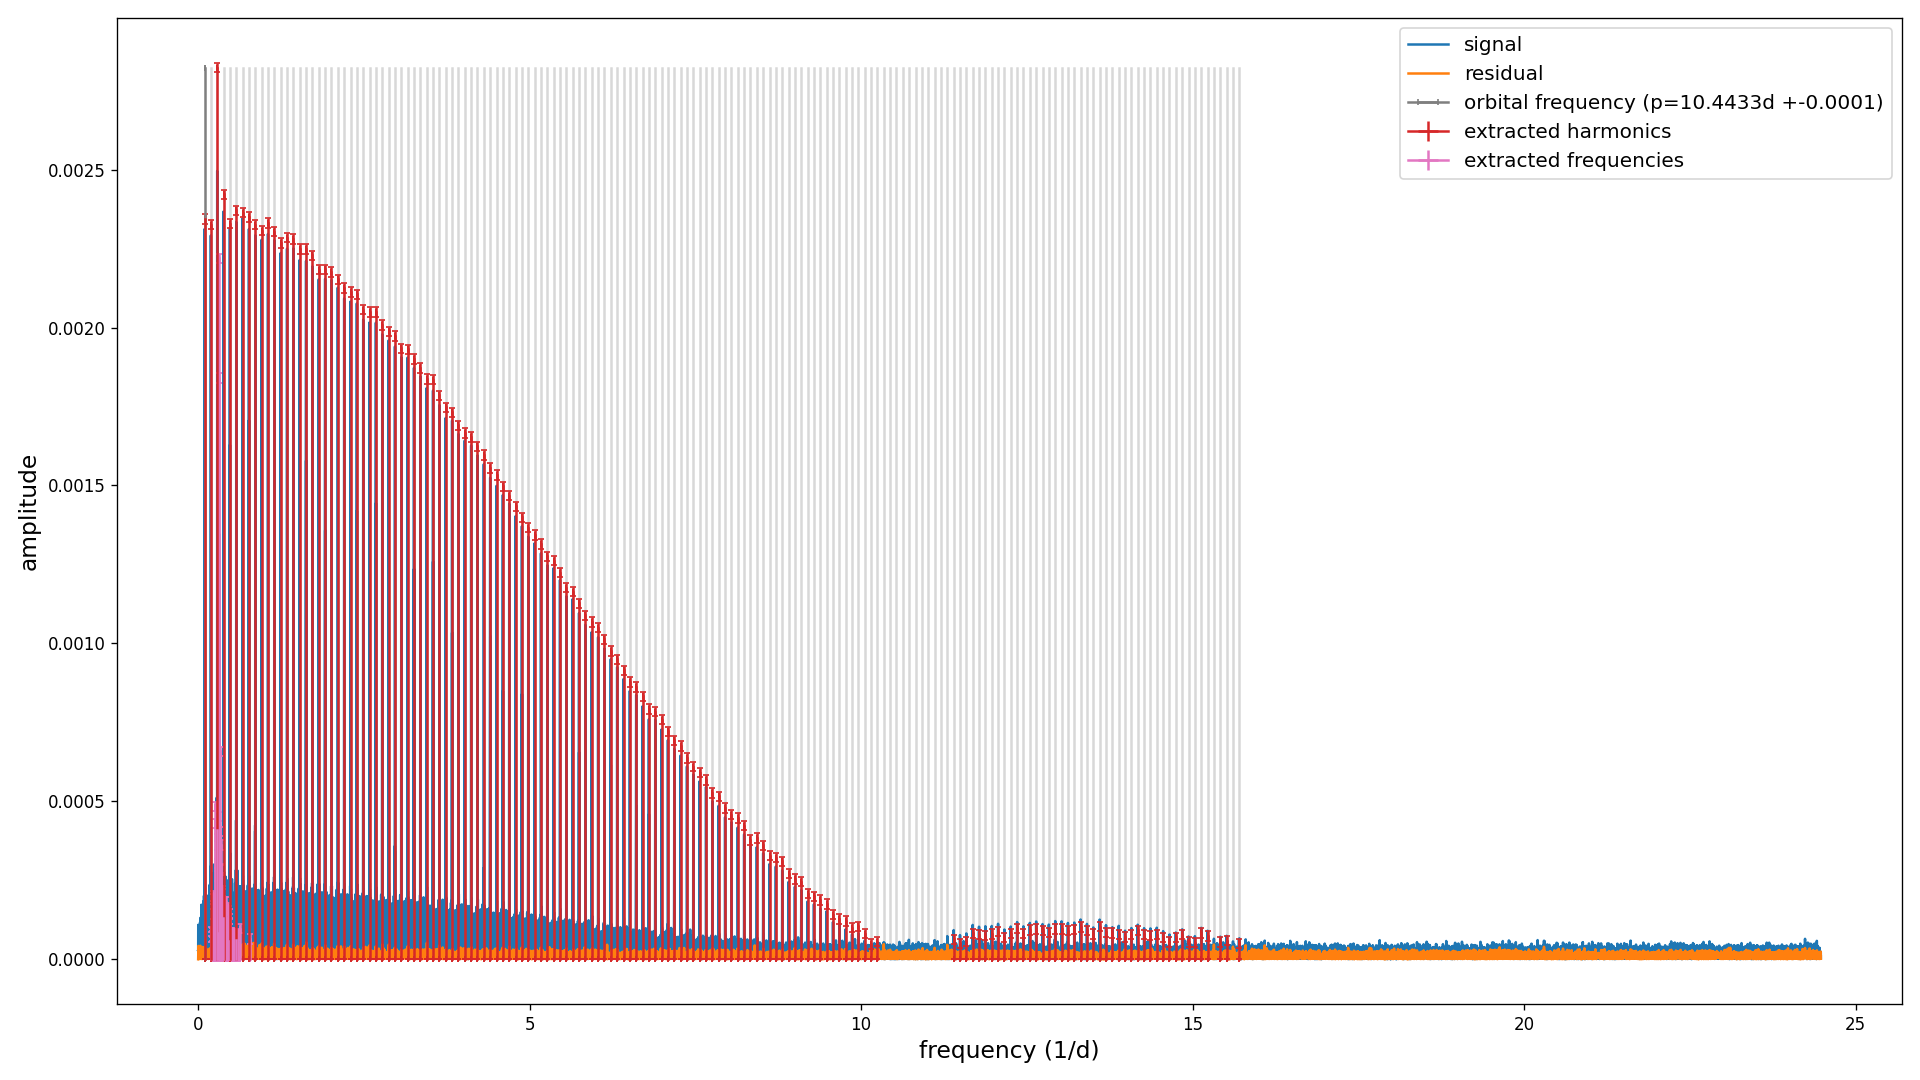 signal
residual
orbital frequency (p=10.4433d +-0.0001)
extracted harmonics
extracted frequencies
0.0025
0.0020
0.0015
0.0010
0.0005
0.0000
amplitude
0 5 10 15 20 25
frequency (1/d)